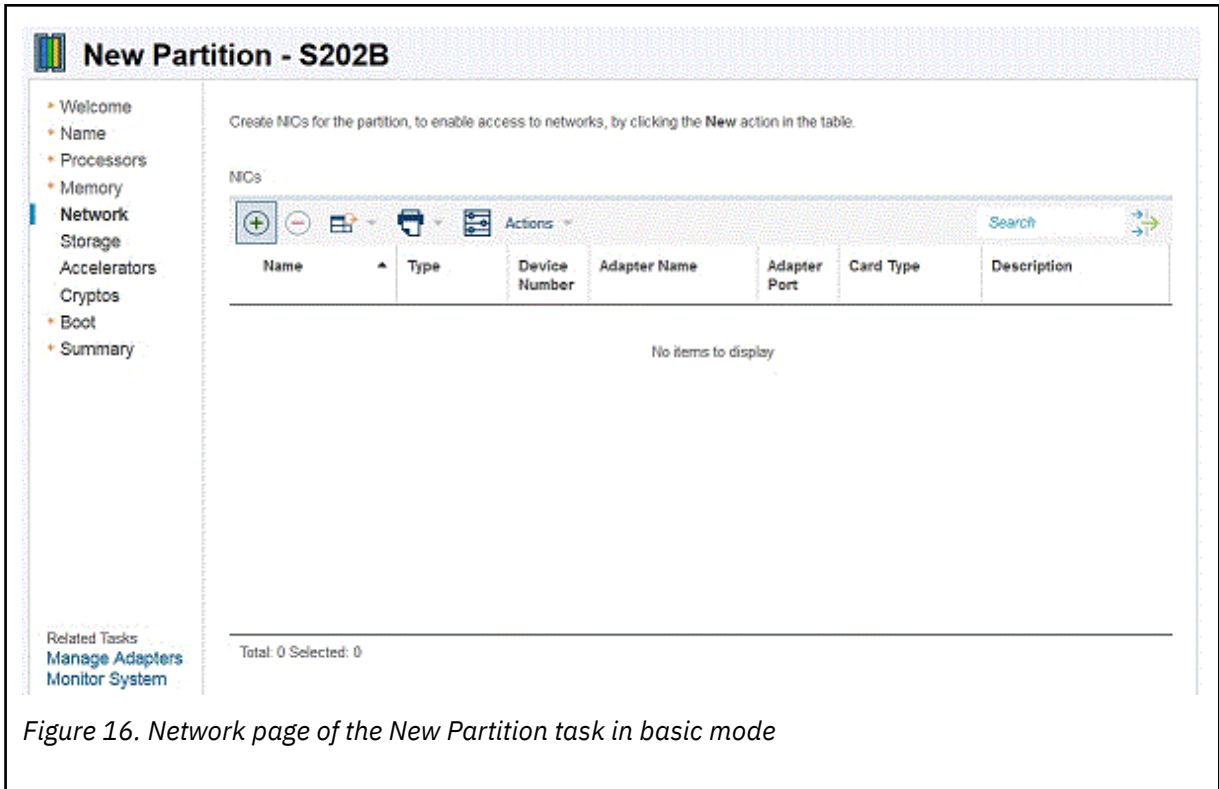 New Partition - S202B
* Welcome
* Name
* Processors
* Memory
Network
Storage
Accelerators
Cryptos
* Boot
* Summary
Related Tasks
Manage Adapters
Monitor System
Create NICs for the partition, to enable access to networks, by clicking the New action in the table.
NICs
Actions Search
Name Type Device Number Adapter Name Adapter Port Card Type Description
No items to display
Total: 0 Selected: 0
Figure 16. Network page of the New Partition task in basic mode